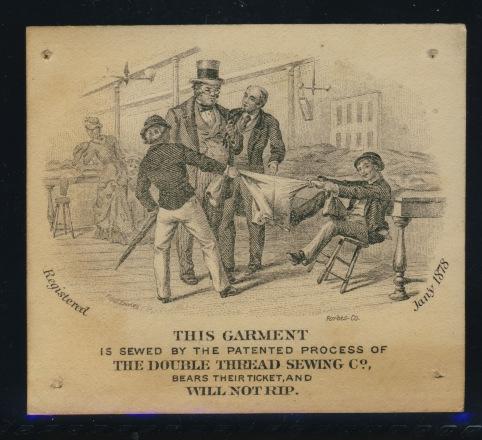 Registered
Jan'y 1878
Forbes Co.
THIS GARMENT
IS SEWED BY THE PATENTED PROCESS OF
THE DOUBLE THREAD SEWING Cº,
BEARS THEIR TICKET, AND
WILL NOT RIP.